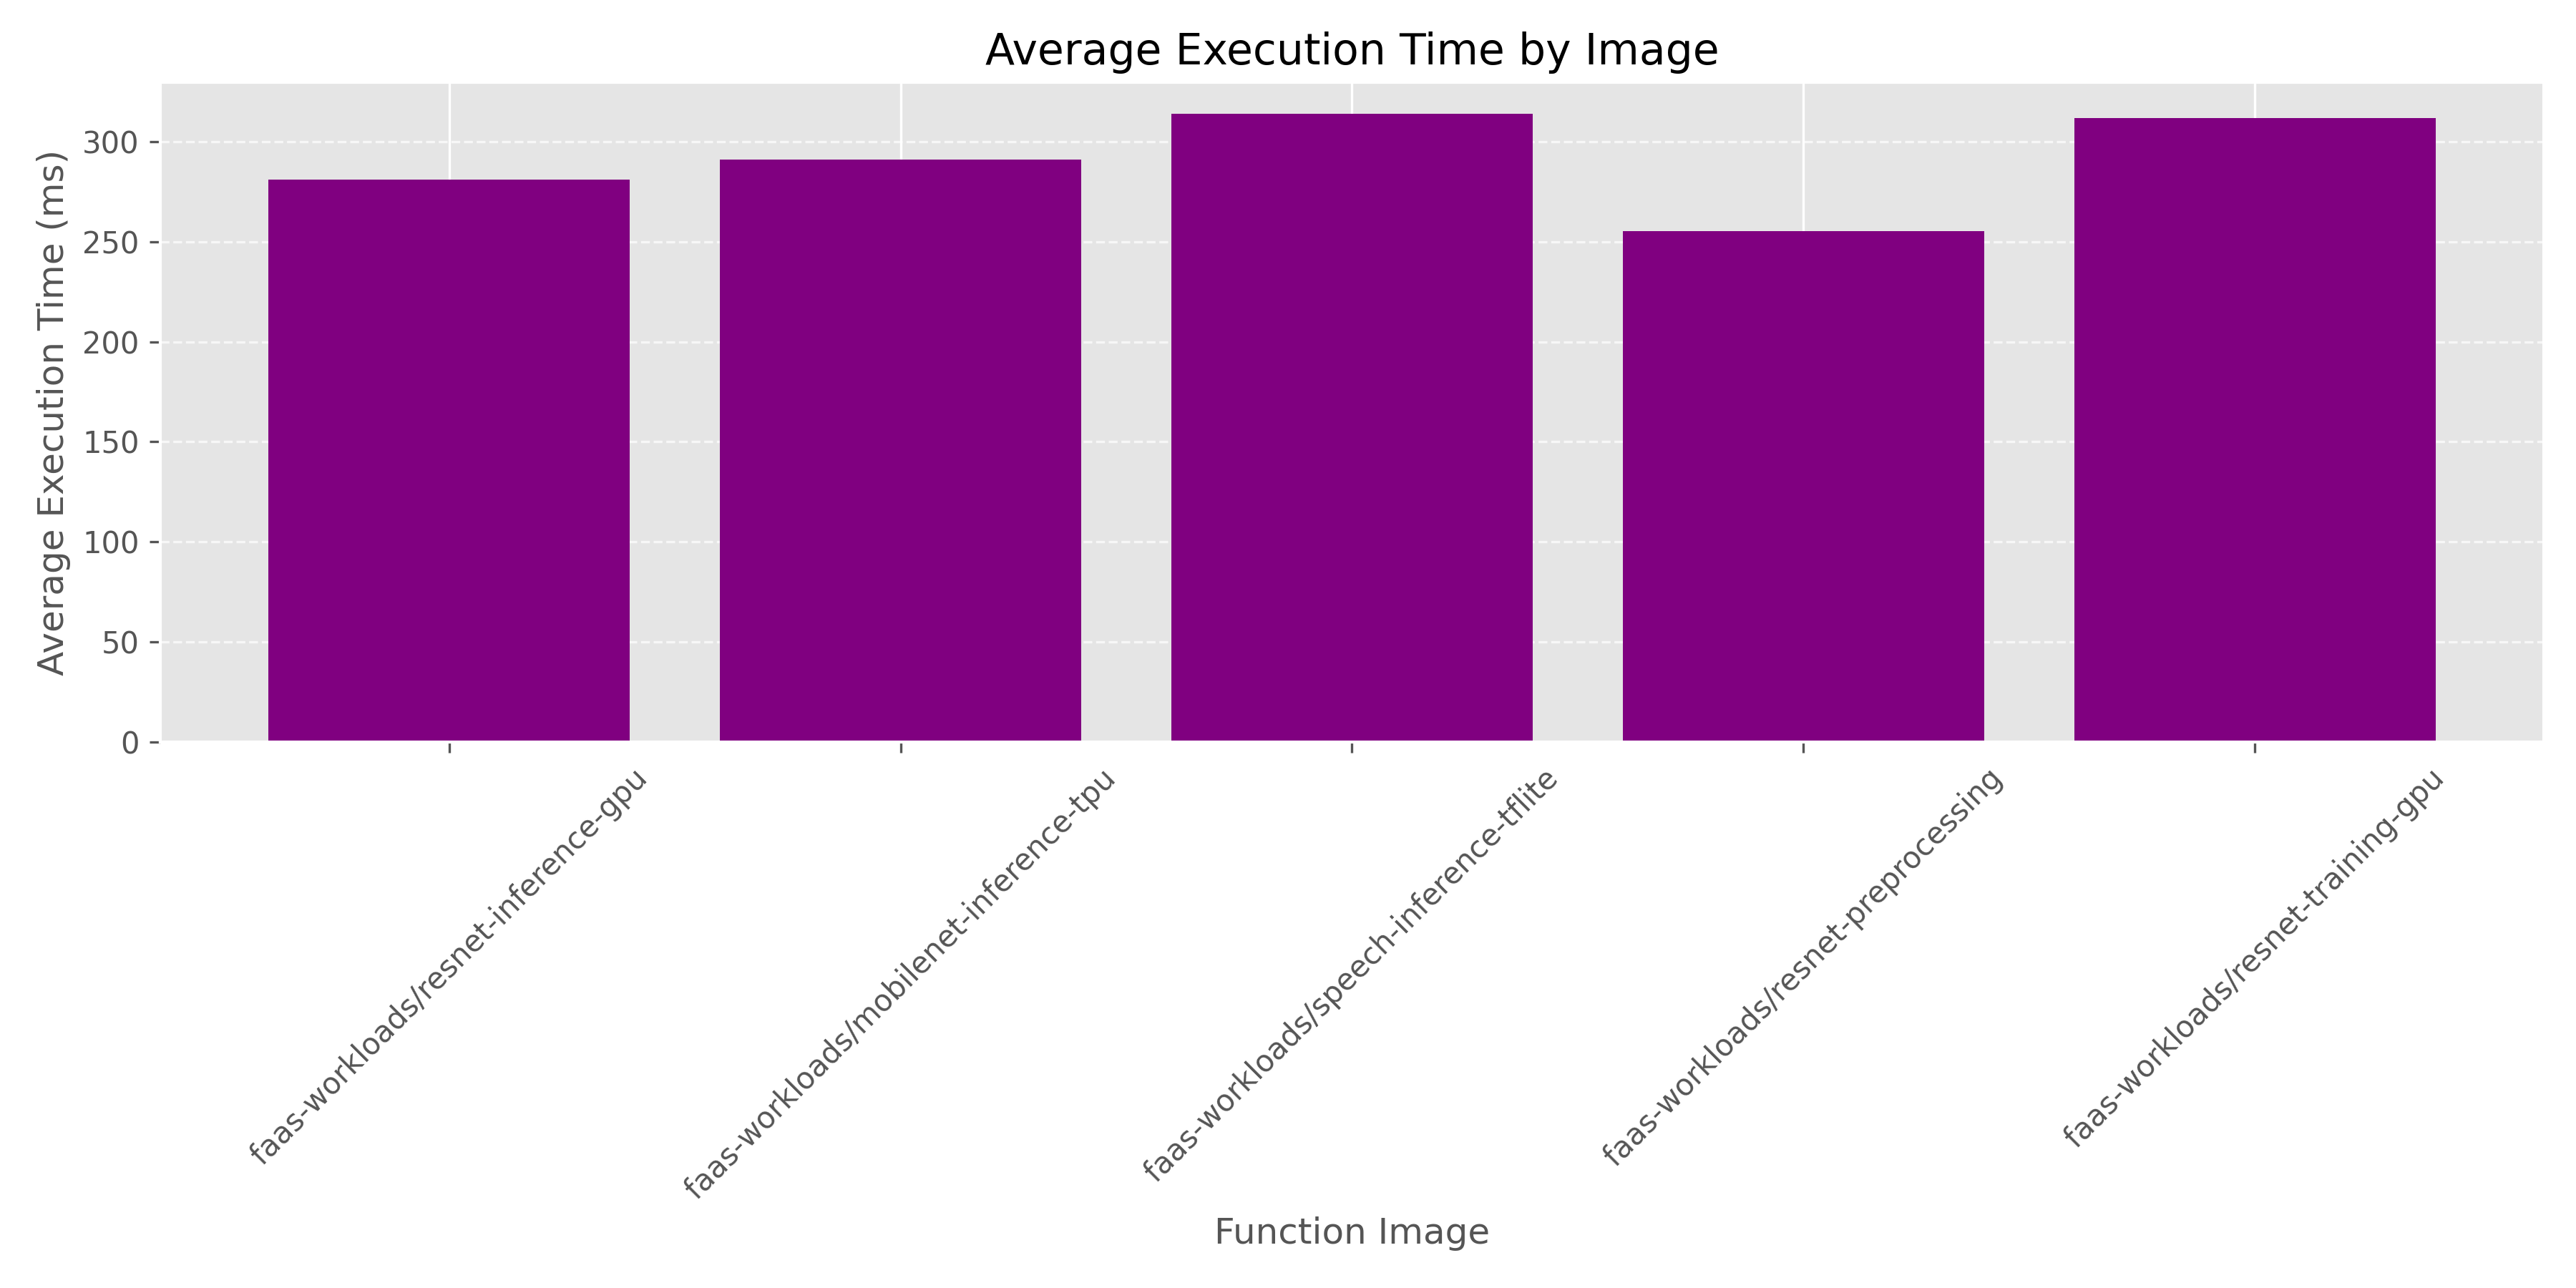 Average Execution Time by Image
Average Execution Time (ms)
300
250
200
150
100
50
0
faas-workloads/resnet-inference-gpu
faas-workloads/mobilenet-inference-tpu
faas-workloads/speech-inference-tflite
faas-workloads/resnet-preprocessing
faas-workloads/resnet-training-gpu
Function Image